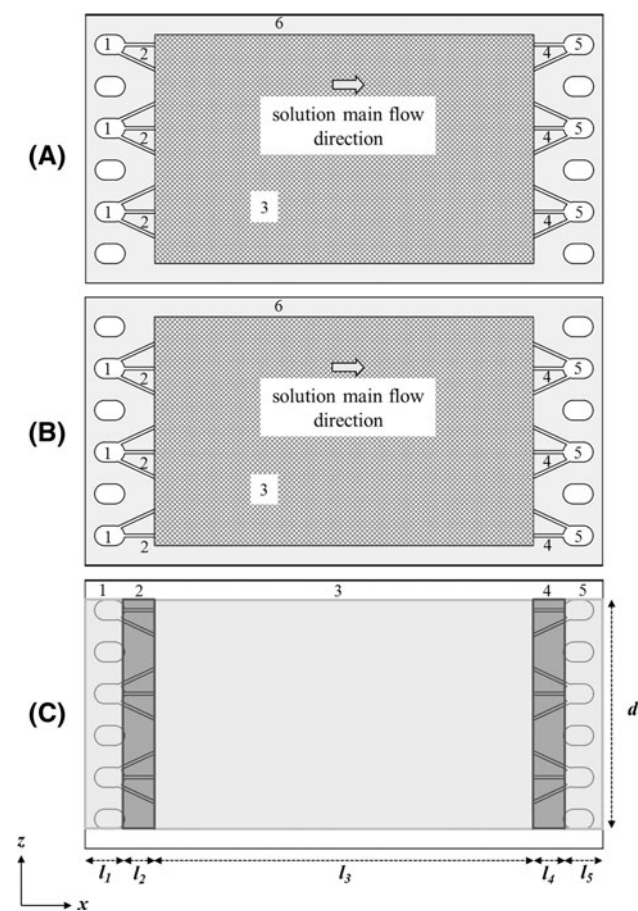 6
1 2 4 5
solution main flow
direction
1 2 4 5
(A)
3
1 2 4 5
6
1 2 4 5
solution main flow
direction
(B)
1 2 4 5
3
1 2 4 5
1 2 3 4 5
(C)
d
z
l1 l2 l3 l4 l5
x